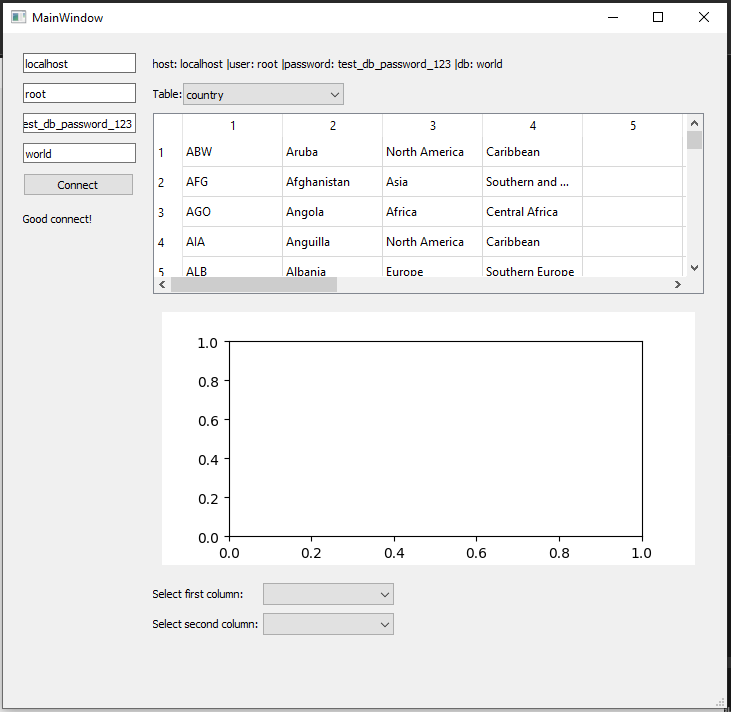 MainWindow
localhost
host: localhost |user: root |password: test_db_password_123 |db: world
root
Table: country
est_db_password_123
world
Connect
Good connect!
1 2 3 4 5
1 ABW Aruba North America Caribbean
2 AFG Afghanistan Asia Southern and ...
3 AGO Angola Africa Central Africa
4 AIA Anguilla North America Caribbean
5 ALB Albania Europe Southern Europe
1.0
0.8
0.6
0.4
0.2
0.0
0.0 0.2 0.4 0.6 0.8 1.0
Select first column:
Select second column: